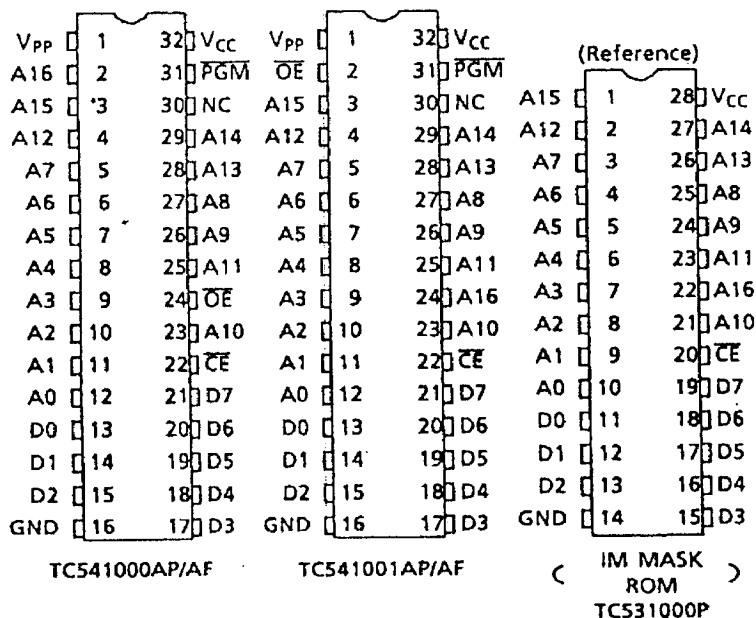 (Reference)
VPP 1 32 VCC VPP 1 32 VCC
A16 2 31 P̅G̅M̅ O̅E̅ 2 31 P̅G̅M̅
A15 3 30 NC A15 3 30 NC A15 1 28 VCC
A12 4 29 A14 A12 4 29 A14 A12 2 27 A14
A7 5 28 A13 A7 5 28 A13 A7 3 26 A13
A6 6 27 A8 A6 6 27 A8 A6 4 25 A8
A5 7 26 A9 A5 7 26 A9 A5 5 24 A9
A4 8 25 A11 A4 8 25 A11 A4 6 23 A11
A3 9 24 O̅E̅ A3 9 24 A16 A3 7 22 A16
A2 10 23 A10 A2 10 23 A10 A2 8 21 A10
A1 11 22 C̅E̅ A1 11 22 C̅E̅ A1 9 20 C̅E̅
A0 12 21 D7 A0 12 21 D7 A0 10 19 D7
D0 13 20 D6 D0 13 20 D6 D0 11 18 D6
D1 14 19 D5 D1 14 19 D5 D1 12 17 D5
D2 15 18 D4 D2 15 18 D4 D2 13 16 D4
GND 16 17 D3 GND 16 17 D3 GND 14 15 D3
TC541000AP/AF TC541001AP/AF ( IM MASK )
ROM
TC531000P